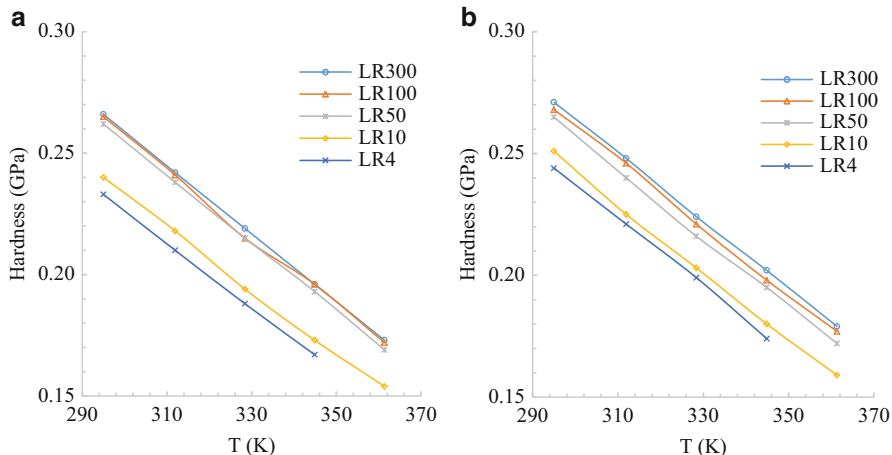 a
0.30
0.25
0.20
0.15
Hardness (GPa)
290
310
330
350
370
T (K)
LR300
LR100
LR50
LR10
LR4
b
0.30
0.25
0.20
0.15
Hardness (GPa)
290
310
330
350
370
T (K)
LR300
LR100
LR50
LR10
LR4